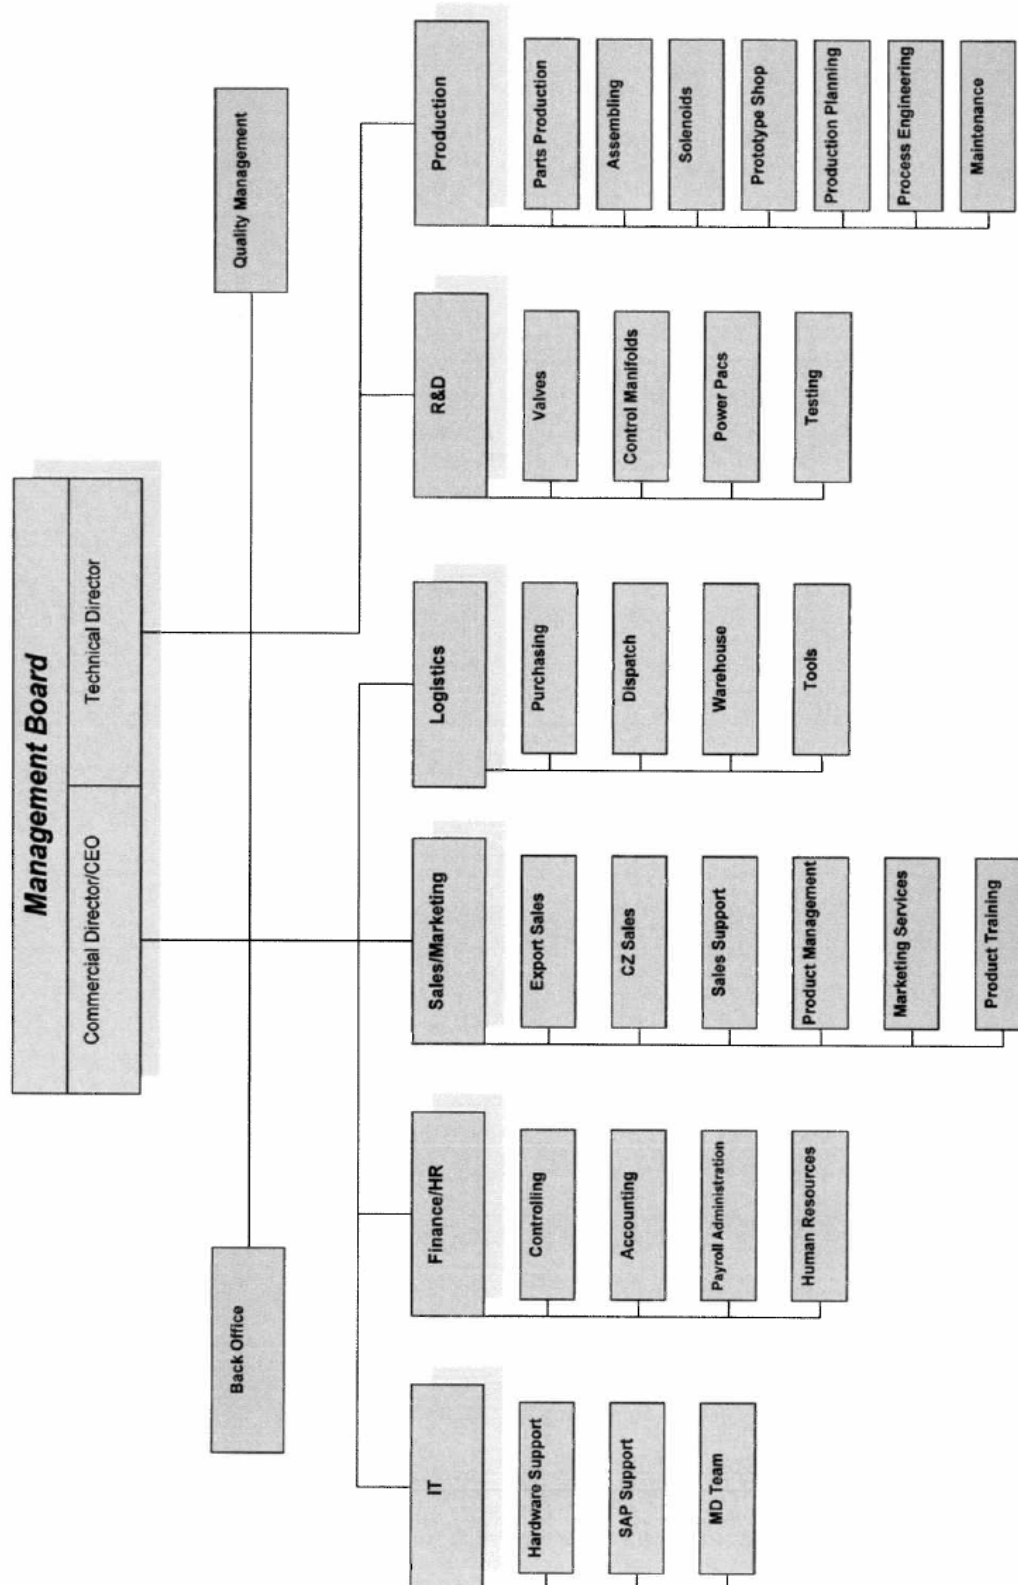 Management Board
Commercial Director/CEO
Technical Director
Back Office
Quality Management
IT
Hardware Support
SAP Support
MD Team
Finance/HR
Controlling
Accounting
Payroll Administration
Human Resources
Sales/Marketing
Export Sales
CZ Sales
Sales Support
Product Management
Marketing Services
Product Training
Logistics
Purchasing
Dispatch
Warehouse
Tools
R&D
Valves
Control Manifolds
Power Pacs
Testing
Production
Parts Production
Assembling
Solenoids
Prototype Shop
Production Planning
Process Engineering
Maintenance